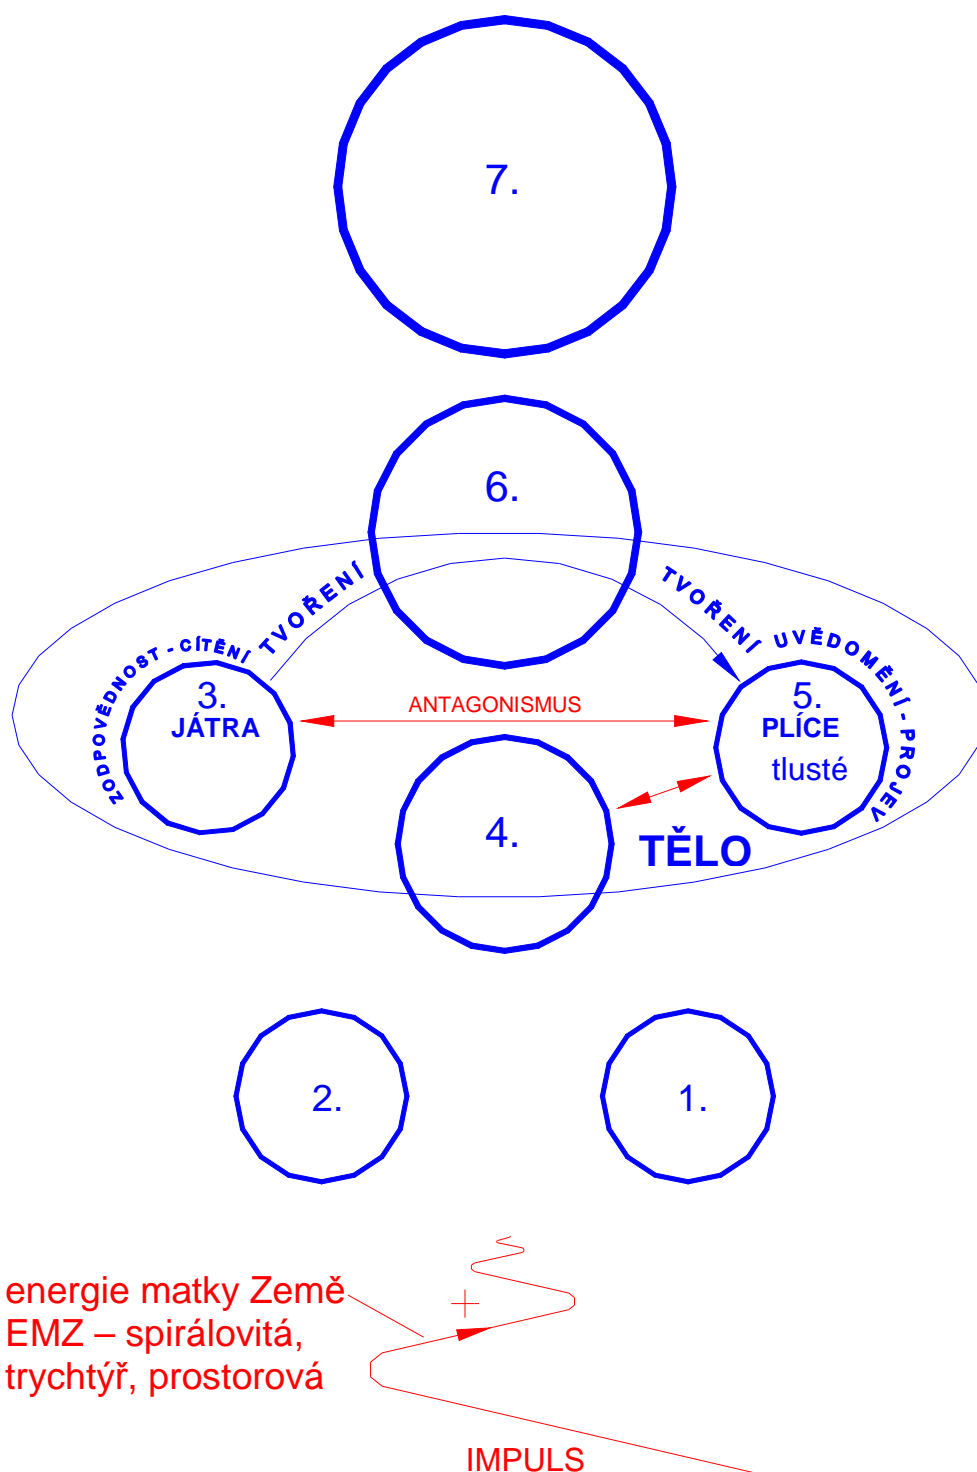 7.
6.
TVOŘENÍ
TVOŘENÍ
ZODPOVĚDNOST - CÍTĚNÍ
UVĚDOMĚNÍ - PROJEV
3.
JÁTRA
ANTAGONISMUS
5.
PLÍCE
tlusté
4.
TĚLO
2.
1.
energie matky Země
EMZ – spirálovitá,
trychtýř, prostorová
IMPULS